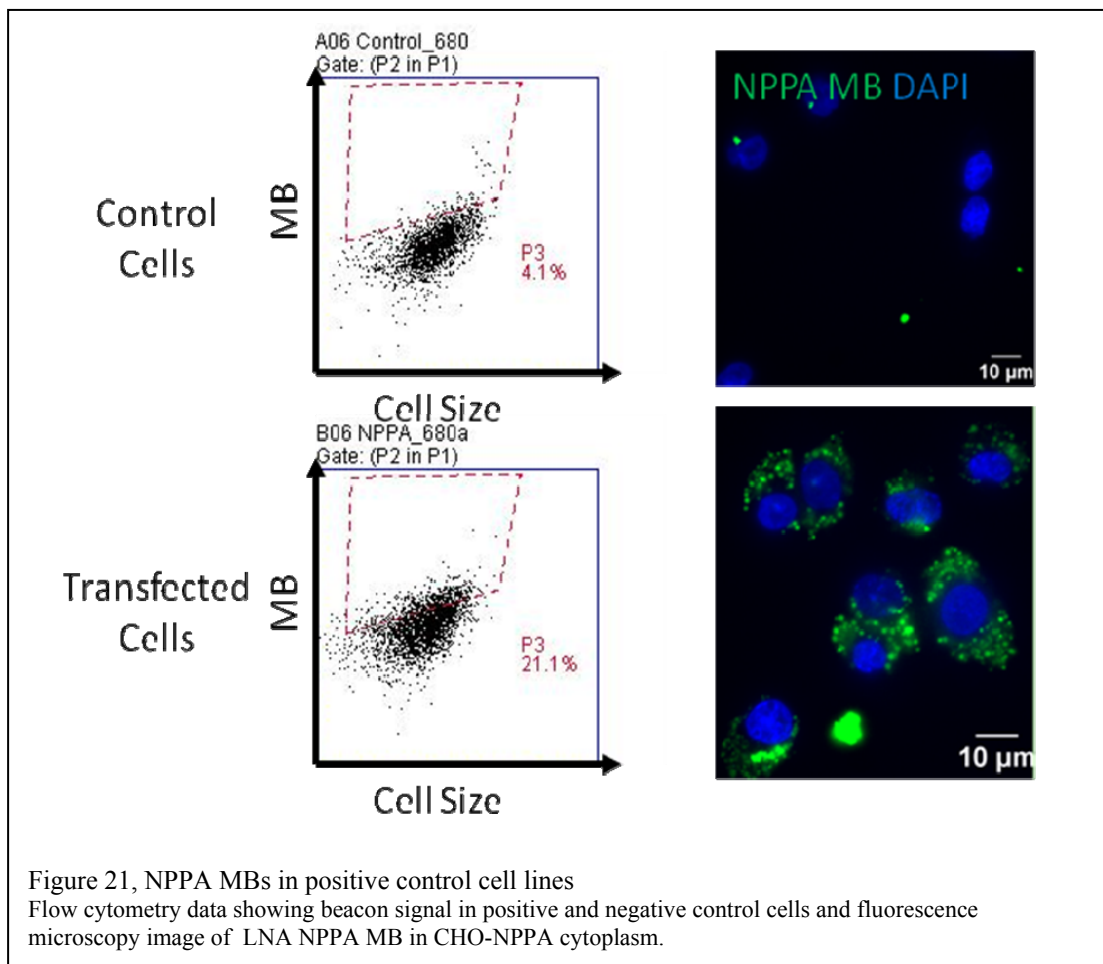 A06 Control_680
Gate: (P2 in P1)
NPPA MB DAPI
Control
Cells
MB
P3
4.1%
10 µm
Cell Size
B06 NPPA_680a
Gate: (P2 in P1)
Transfected
Cells
MB
P3
21.1%
10 µm
Cell Size
Figure 21, NPPA MBs in positive control cell lines
Flow cytometry data showing beacon signal in positive and negative control cells and fluorescence
microscopy image of LNA NPPA MB in CHO-NPPA cytoplasm.